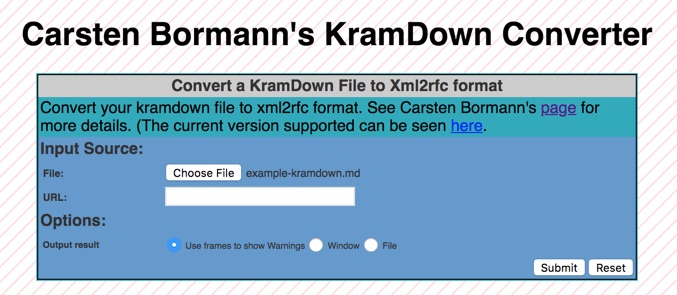 Carsten Bormann's KramDown Converter
Convert a KramDown File to Xml2rfc format
Convert your kramdown file to xml2rfc format. See Carsten Bormann's page for
more details. (The current version supported can be seen here.
Input Source:
File: Choose File example-kramdown.md
URL:
Options:
Output result Use frames to show Warnings Window File
Submit Reset